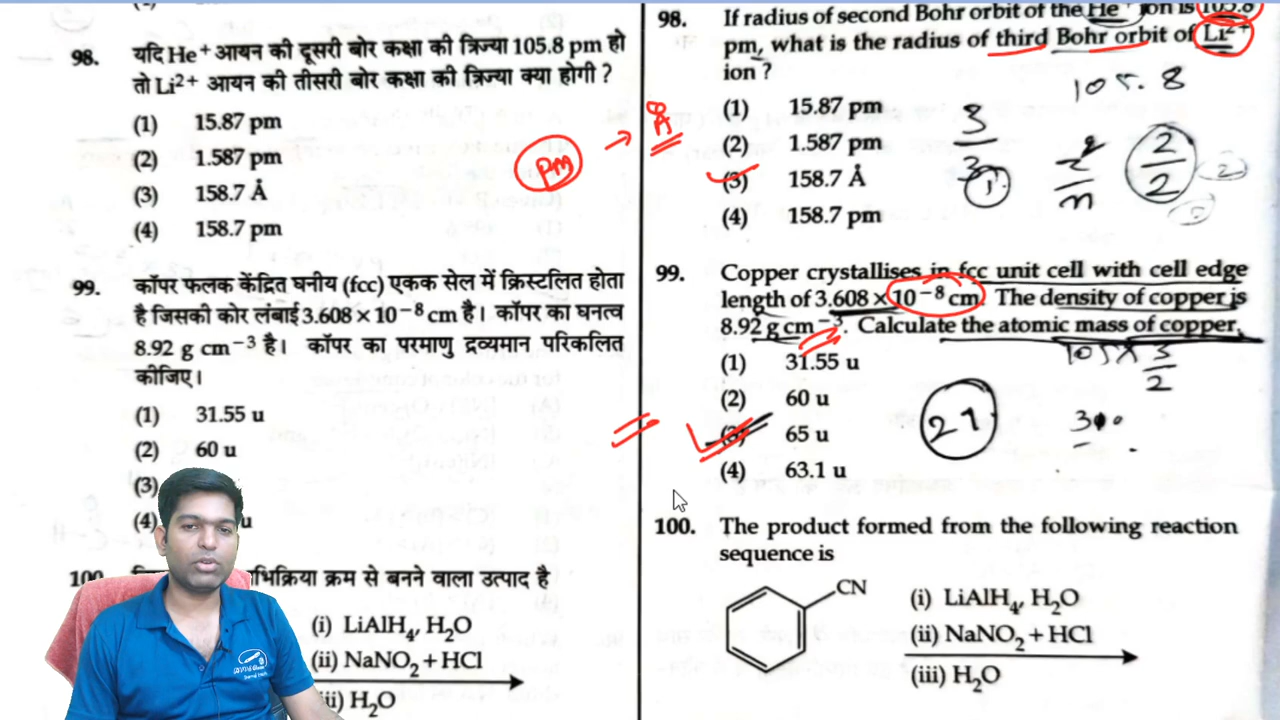 98. यदि He⁺ आयन की दूसरी बोर कक्षा की त्रिज्या 105.8 pm हो
तो Li²⁺ आयन की तीसरी बोर कक्षा की त्रिज्या क्या होगी ?
(1) 15.87 pm
(2) 1.587 pm
(3) 158.7 Å
(4) 158.7 pm
99. कॉपर फलक केंद्रित घनीय (fcc) एकक सेल में क्रिस्टलित होता
है जिसकी कोर लंबाई 3.608 × 10⁻⁸ cm है। कॉपर का घनत्व
8.92 g cm⁻³ है। कॉपर का परमाणु द्रव्यमान परिकलित
कीजिए।
(1) 31.55 u
(2) 60 u
(3)
(4) u
100. अभिक्रिया क्रम से बनने वाला उत्पाद है
(i) LiAlH₄, H₂O
(ii) NaNO₂ + HCl
H₂O
pm → Å
98. If radius of second Bohr orbit of the He⁺ ion is 105.8
pm, what is the radius of third Bohr orbit of Li²⁺
ion ?
(1) 15.87 pm
(2) 1.587 pm
(3) 158.7 Å
(4) 158.7 pm
105.8
3
3
1
n
2
2
99. Copper crystallises in fcc unit cell with cell edge
length of 3.608 × 10⁻⁸ cm. The density of copper is
8.92 g cm⁻³. Calculate the atomic mass of copper.
(1) 31.55 u
(2) 60 u
(3) 65 u
(4) 63.1 u
105 × 3
2
27
100. The product formed from the following reaction
sequence is
CN
(i) LiAlH₄, H₂O
(ii) NaNO₂ + HCl
(iii) H₂O